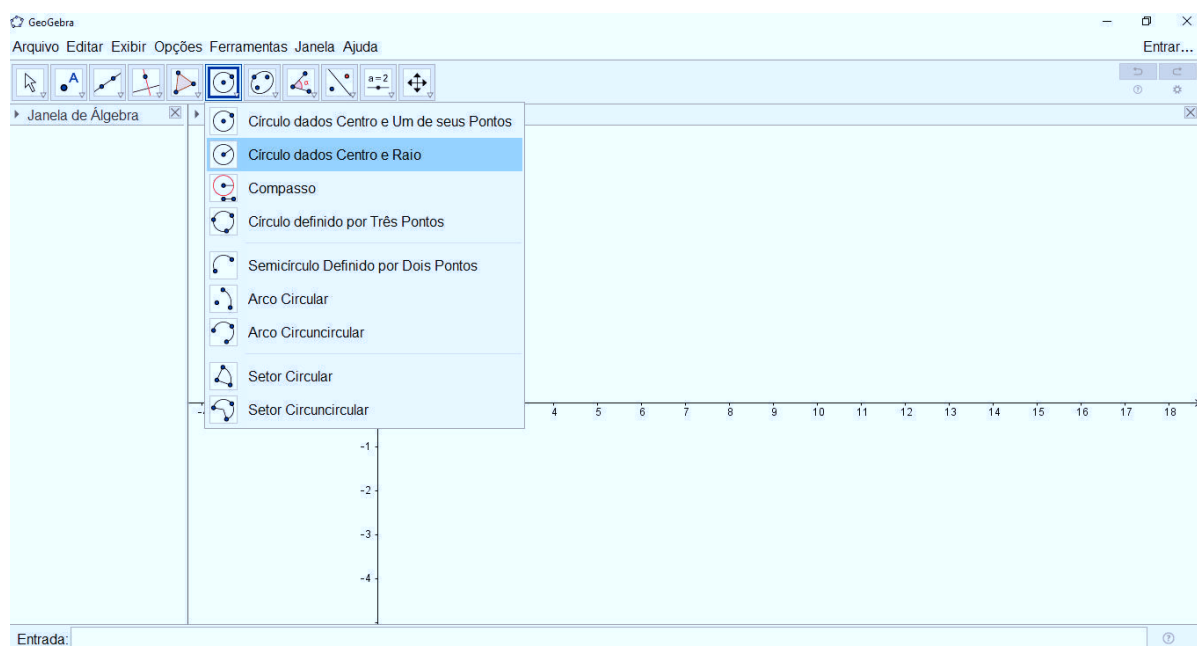 GeoGebra
Arquivo Editar Exibir Opções Ferramentas Janela Ajuda
Entrar...
A
a=2
Janela de Álgebra
Círculo dados Centro e Um de seus Pontos
Círculo dados Centro e Raio
Compasso
Círculo definido por Três Pontos
Semicírculo Definido por Dois Pontos
Arco Circular
Arco Circuncircular
Setor Circular
Setor Circuncircular
4 5 6 7 8 9 10 11 12 13 14 15 16 17 18
-1
-2
-3
-4
Entrada: